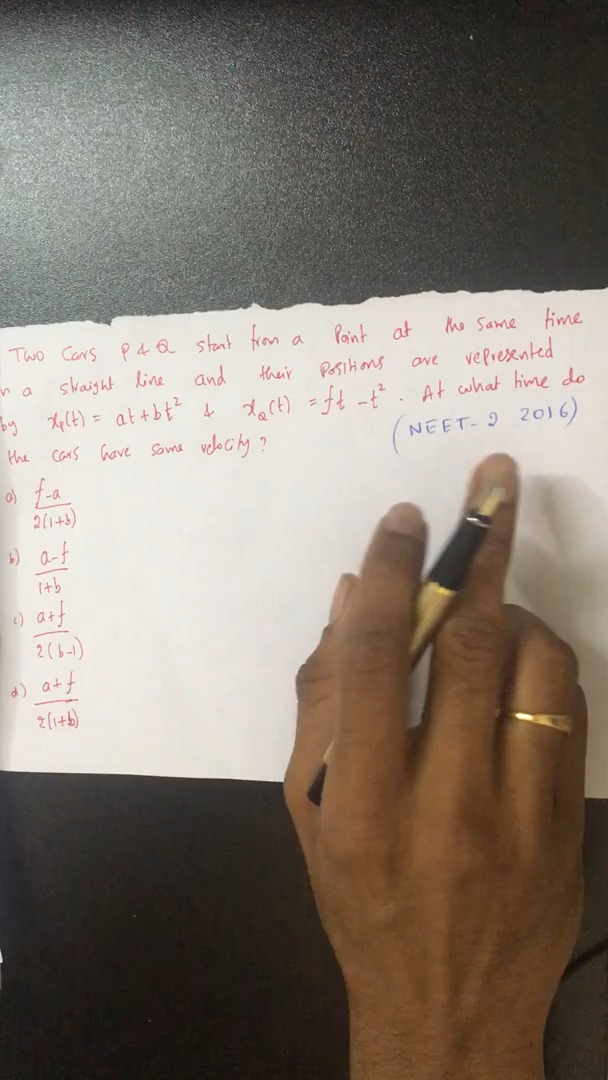 Two Cars P & Q start from a Point at the same time
n a straight line and their positions are represented
by xp(t) = at + bt² & xQ(t) = ft - t². At what time do
the cars have same velocity?
(NEET-2 2016)
a) f-a / 2(1+b)
b) a-f / 1+b
c) a+f / 2(b-1)
d) a+f / 2(1+b)